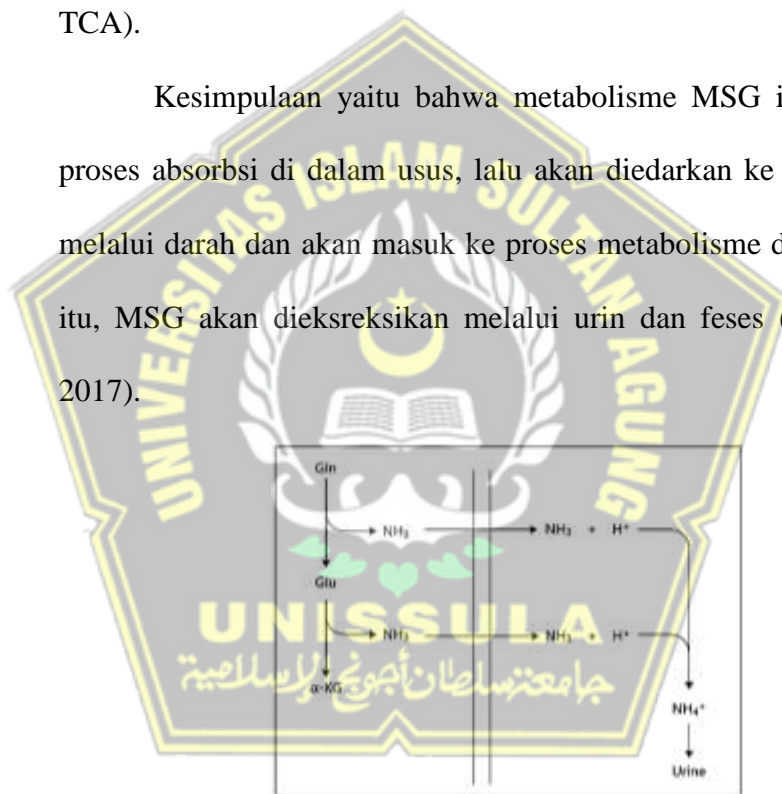 TCA).
Kesimpulaan yaitu bahwa metabolisme MSG i
proses absorbsi di dalam usus, lalu akan diedarkan ke
melalui darah dan akan masuk ke proses metabolisme d
itu, MSG akan dieksreksikan melalui urin dan feses (
2017).
UNIVERSITAS ISLAM SULTAN AGUNG
Gln
NH₃ NH₃ + H⁺
Glu
UNISSULA
NH₃ NH₃ + H⁺
جامعتنسلطان أجونج الإسلامية
α-KG
NH₄⁺
Urine